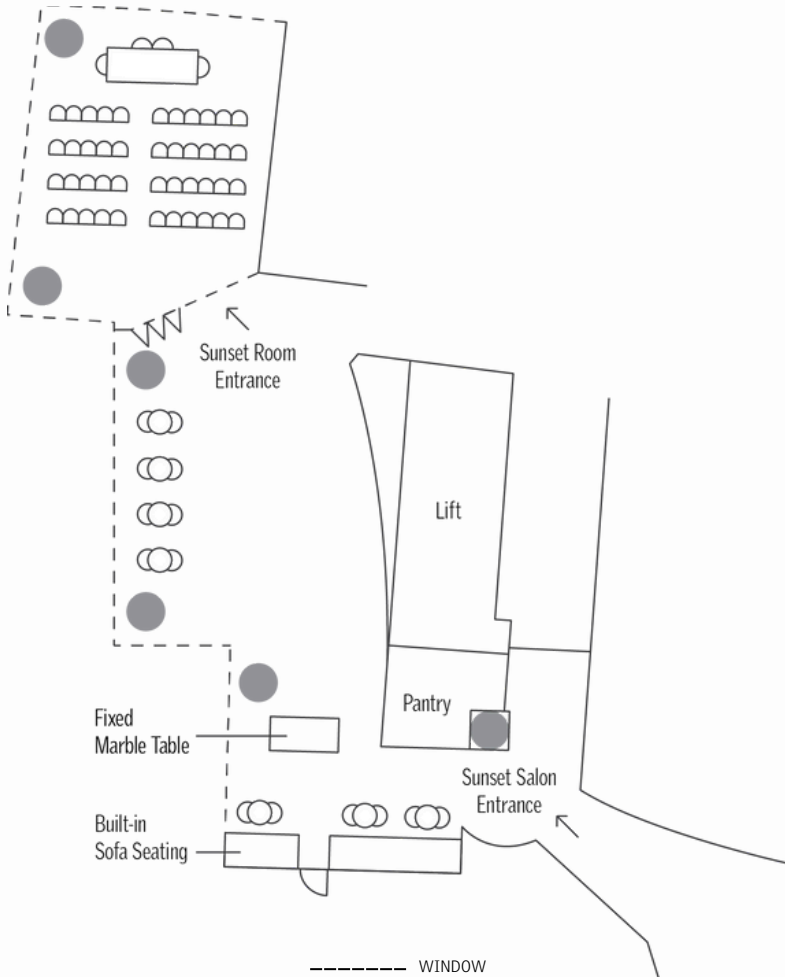 Sunset Room
Entrance
Lift
Pantry
Fixed
Marble Table
Sunset Salon
Entrance
Built-in
Sofa Seating
WINDOW